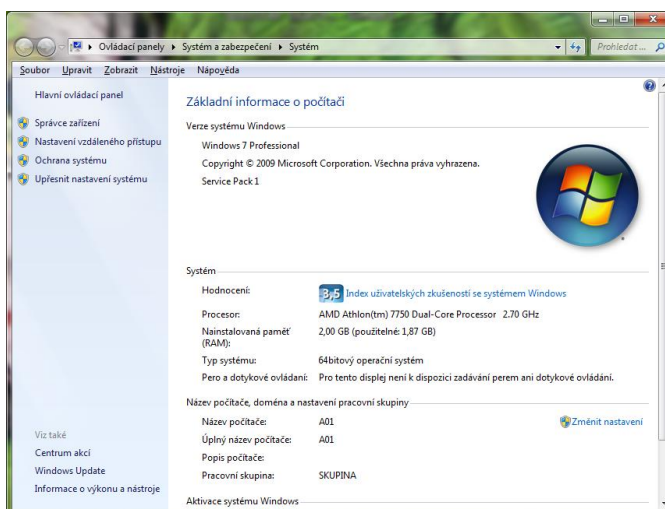 Ovládací panely ▸ Systém a zabezpečení ▸ Systém
Prohledat ...
Soubor Upravit Zobrazit Nástroje Nápověda
Hlavní ovládací panel
Správce zařízení
Nastavení vzdáleného přístupu
Ochrana systému
Upřesnit nastavení systému
Viz také
Centrum akcí
Windows Update
Informace o výkonu a nástroje
Základní informace o počítači
Verze systému Windows
Windows 7 Professional
Copyright © 2009 Microsoft Corporation. Všechna práva vyhrazena.
Service Pack 1
Systém
Hodnocení: 3,5 Index uživatelských zkušeností se systémem Windows
Procesor: AMD Athlon(tm) 7750 Dual-Core Processor 2.70 GHz
Nainstalovaná paměť 2,00 GB (použitelné: 1,87 GB)
(RAM):
Typ systému: 64bitový operační systém
Pero a dotykové ovládaní: Pro tento displej není k dispozici zadávání perem ani dotykové ovládání.
Název počítače, doména a nastavení pracovní skupiny
Název počítače: A01 Změnit nastavení
Úplný název počítače: A01
Popis počítače:
Pracovní skupina: SKUPINA
Aktivace systému Windows